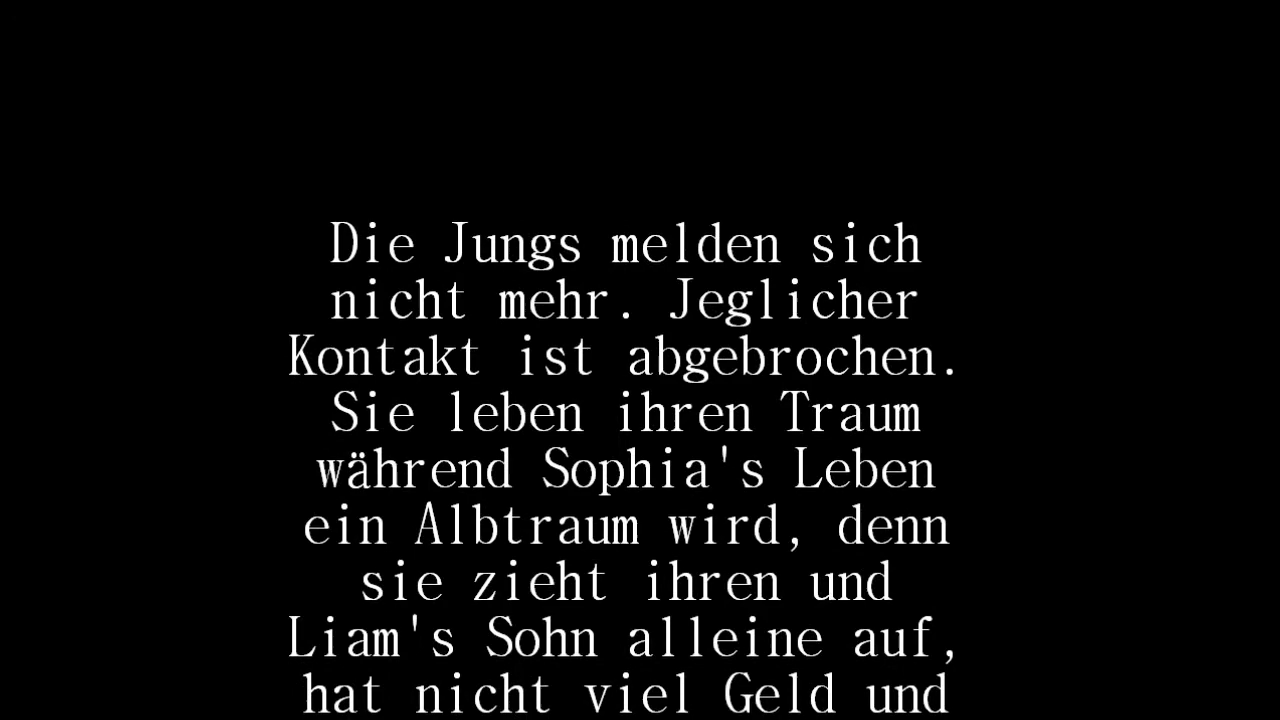 Die Jungs melden sich
nicht mehr. Jeglicher
Kontakt ist abgebrochen.
Sie leben ihren Traum
während Sophia's Leben
ein Albtraum wird, denn
sie zieht ihren und
Liam's Sohn alleine auf,
hat nicht viel Geld und